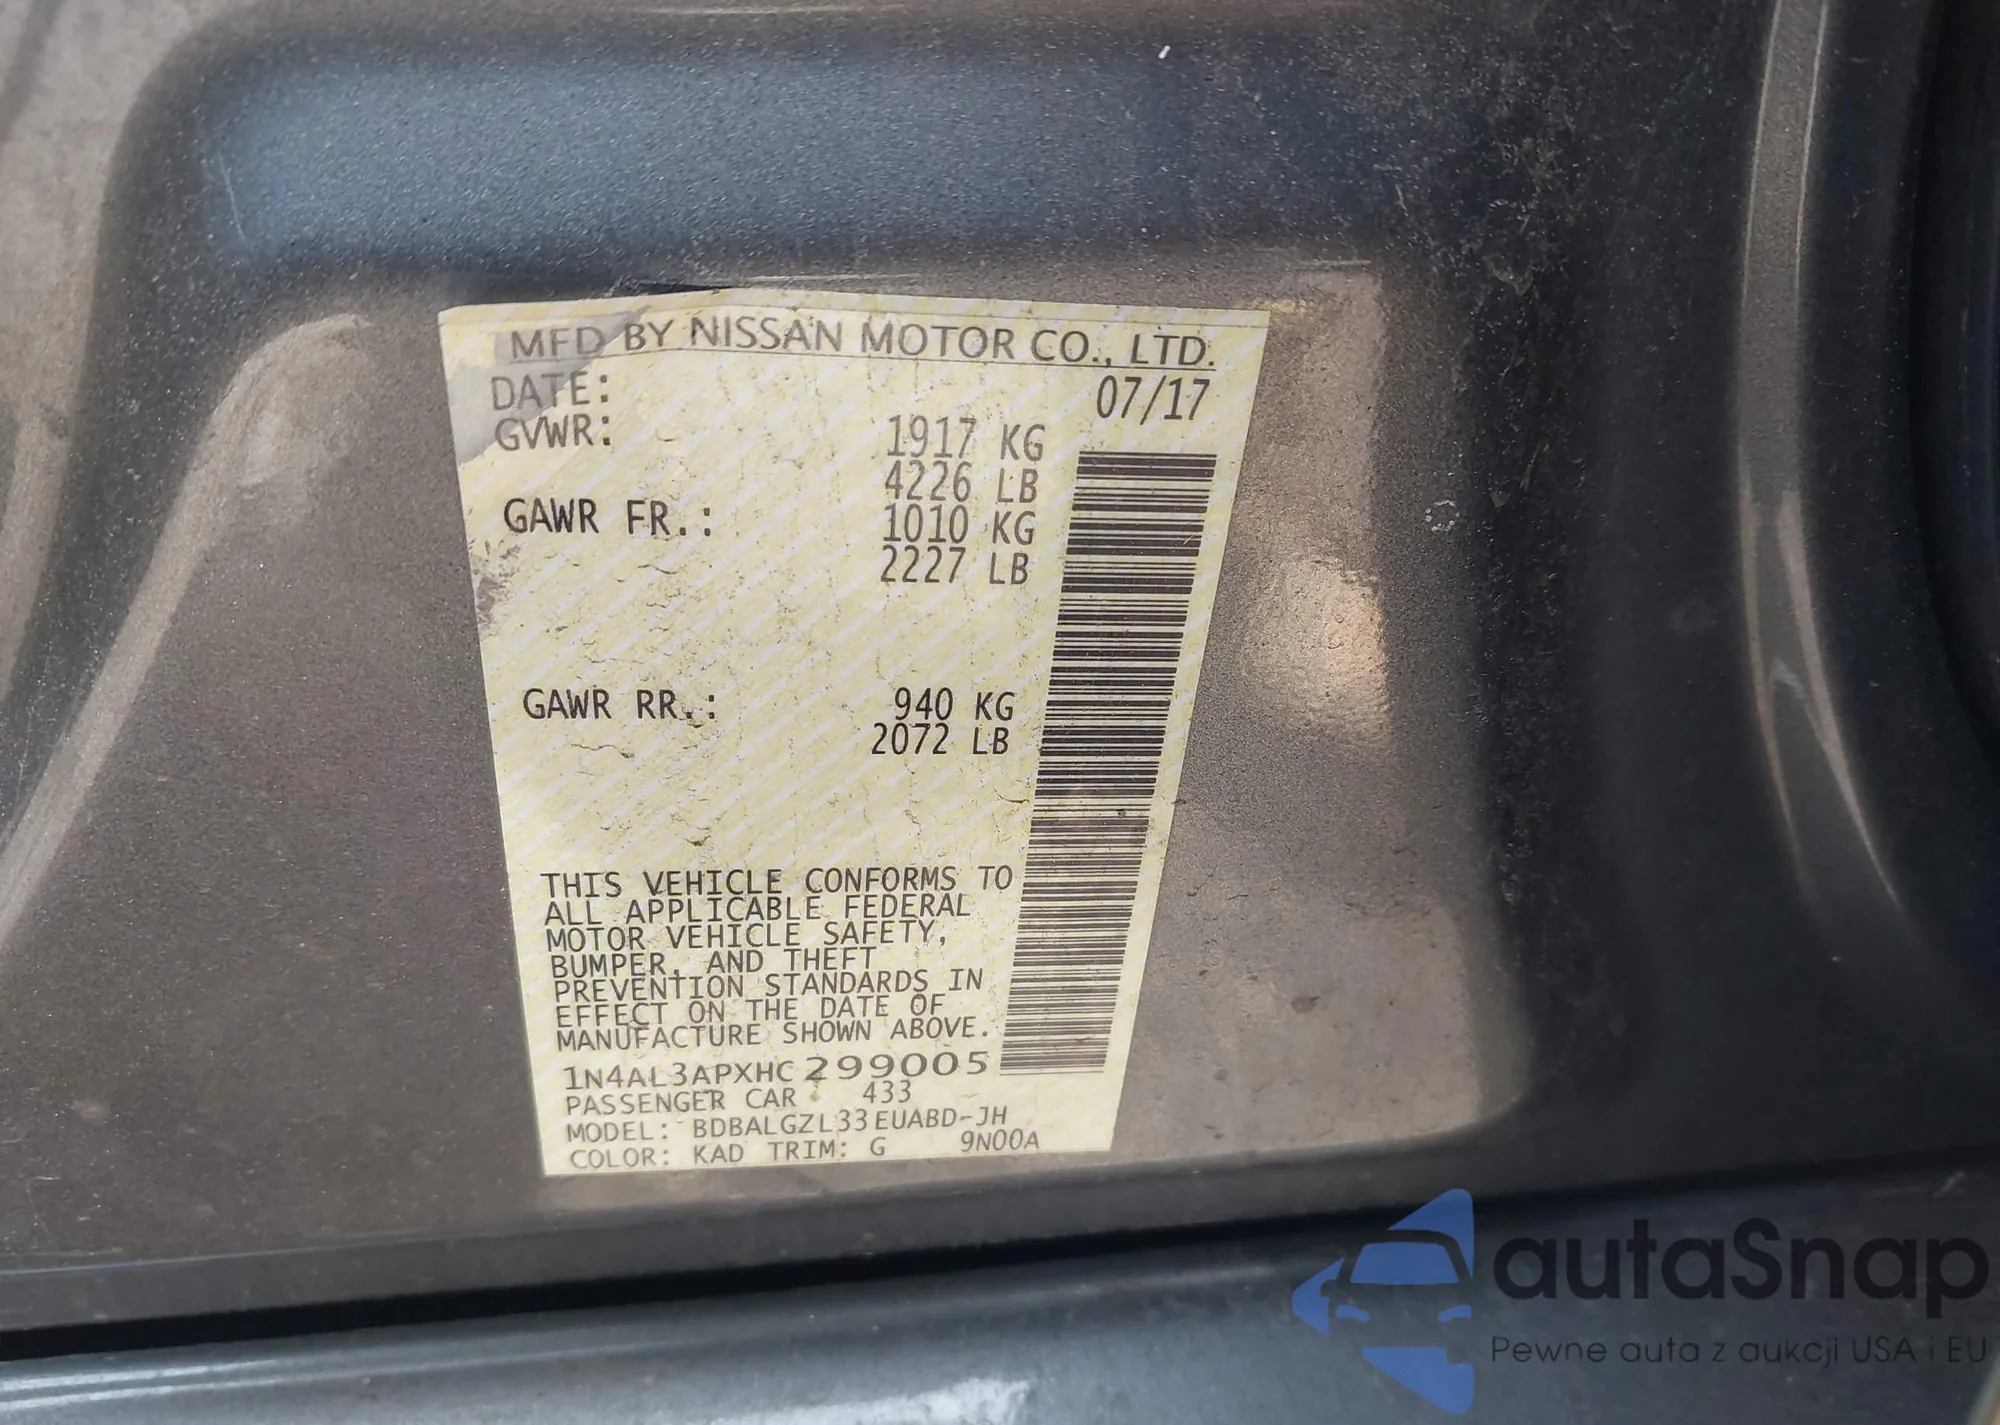 MFD BY NISSAN MOTOR CO., LTD.
DATE: 07/17
GVWR: 1917 KG
4226 LB
GAWR FR.: 1010 KG
2227 LB
GAWR RR.: 940 KG
2072 LB
THIS VEHICLE CONFORMS TO
ALL APPLICABLE FEDERAL
MOTOR VEHICLE SAFETY,
BUMPER, AND THEFT
PREVENTION STANDARDS IN
EFFECT ON THE DATE OF
MANUFACTURE SHOWN ABOVE.
1N4AL3APXHC299005
PASSENGER CAR 433
MODEL: BDBALGZL33EUABD-JH
COLOR: KAD TRIM: G 9N00A
autoSnap
Pewne auta z aukcji USA i EU